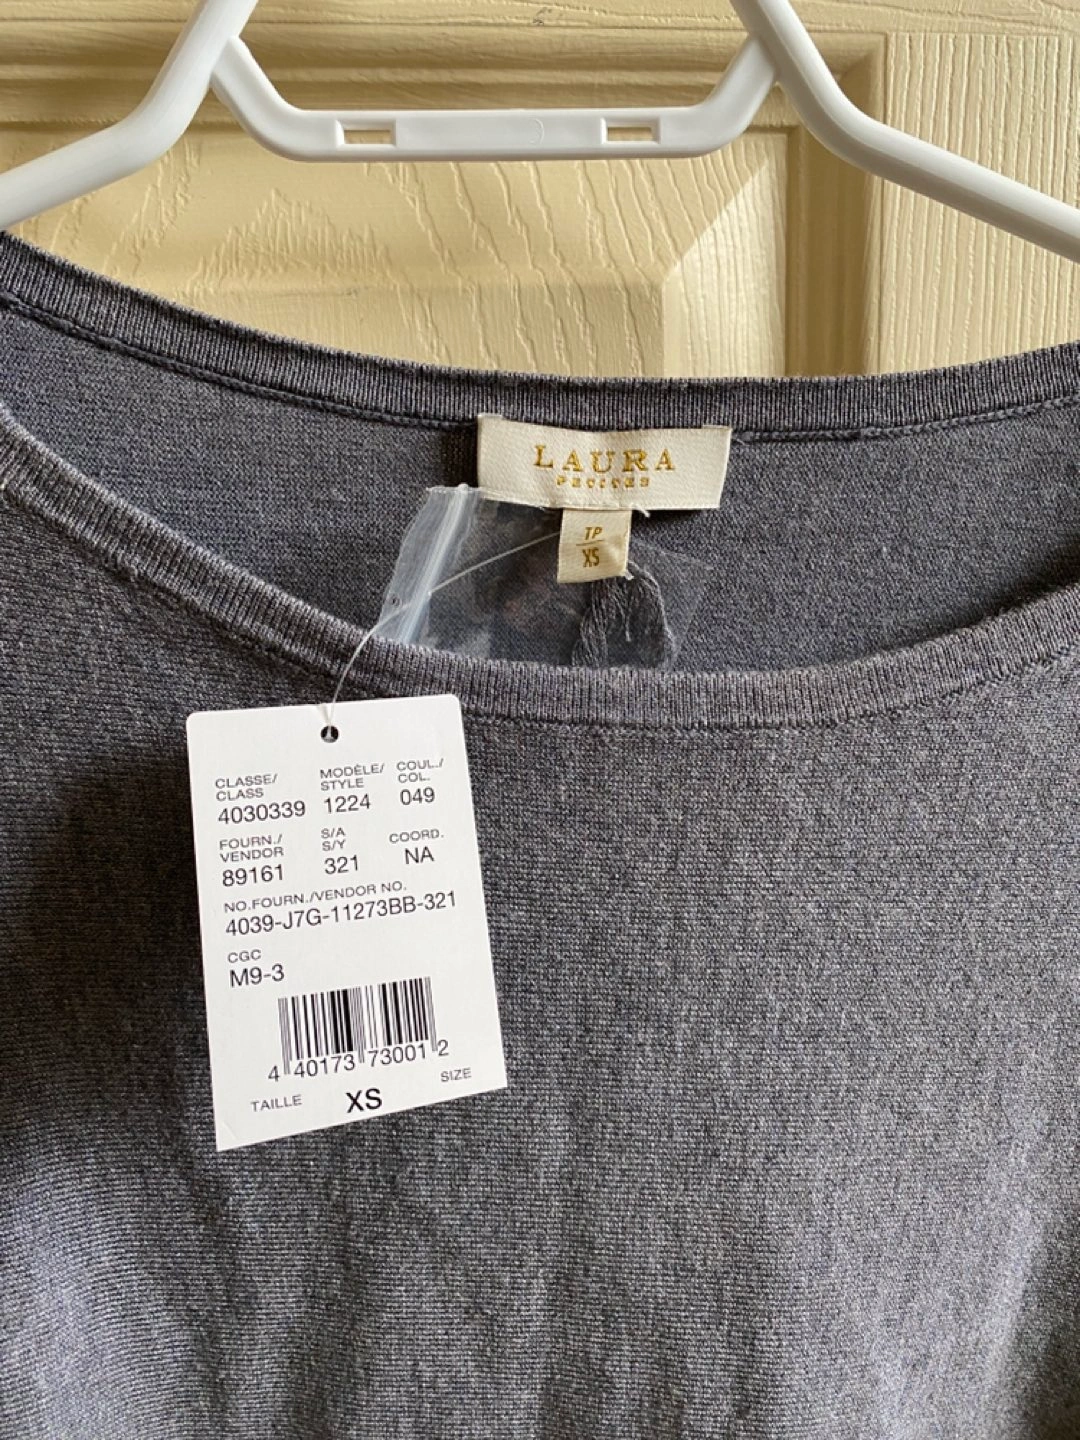 LAURA
PETITES
TP
XS
CLASSE/ MODÈLE/ COUL./
CLASS STYLE COL.
4030339 1224 049
FOURN./ S/A COORD.
VENDOR S/Y
89161 321 NA
NO.FOURN./VENDOR NO.
4039-J7G-11273BB-321
CGC
M9-3
4 40173 73001 2
TAILLE XS SIZE